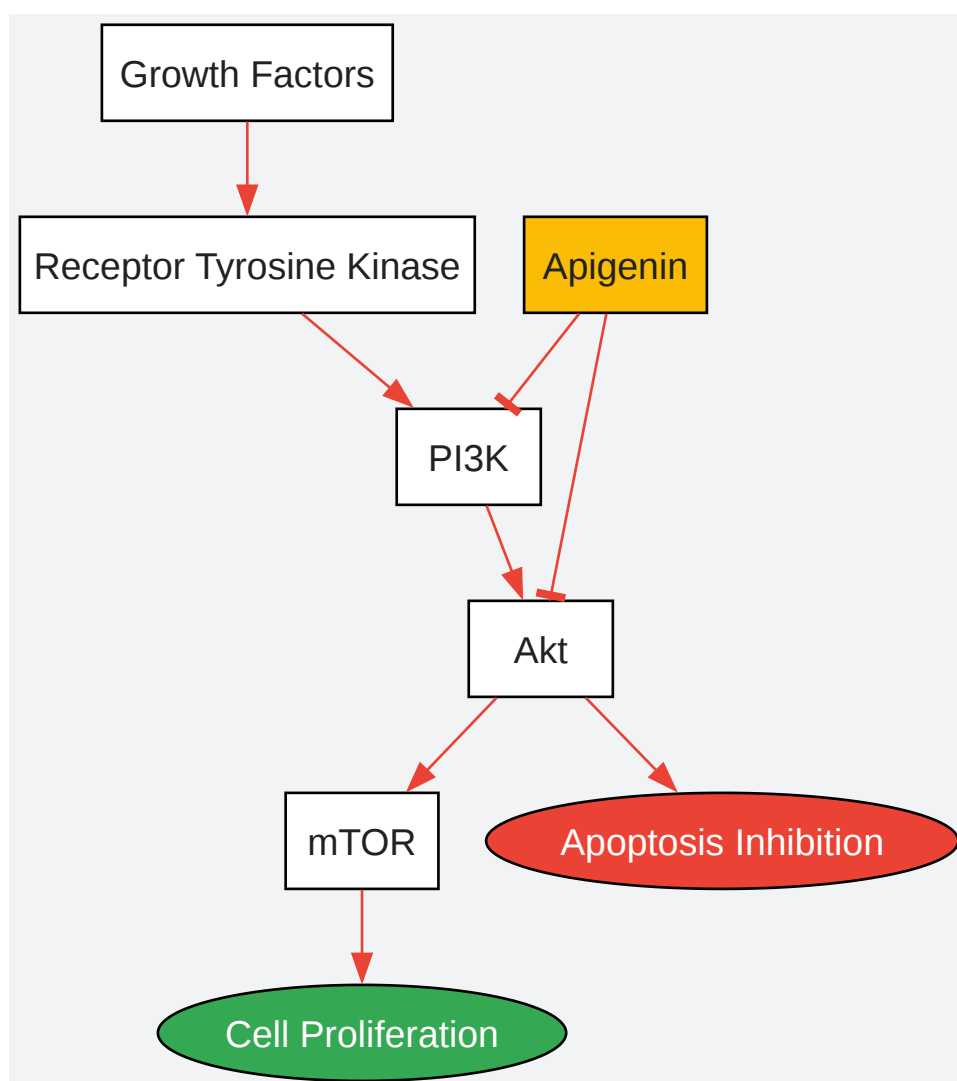 Growth Factors
Receptor Tyrosine Kinase
Apigenin
PI3K
Akt
mTOR
Apoptosis Inhibition
Cell Proliferation